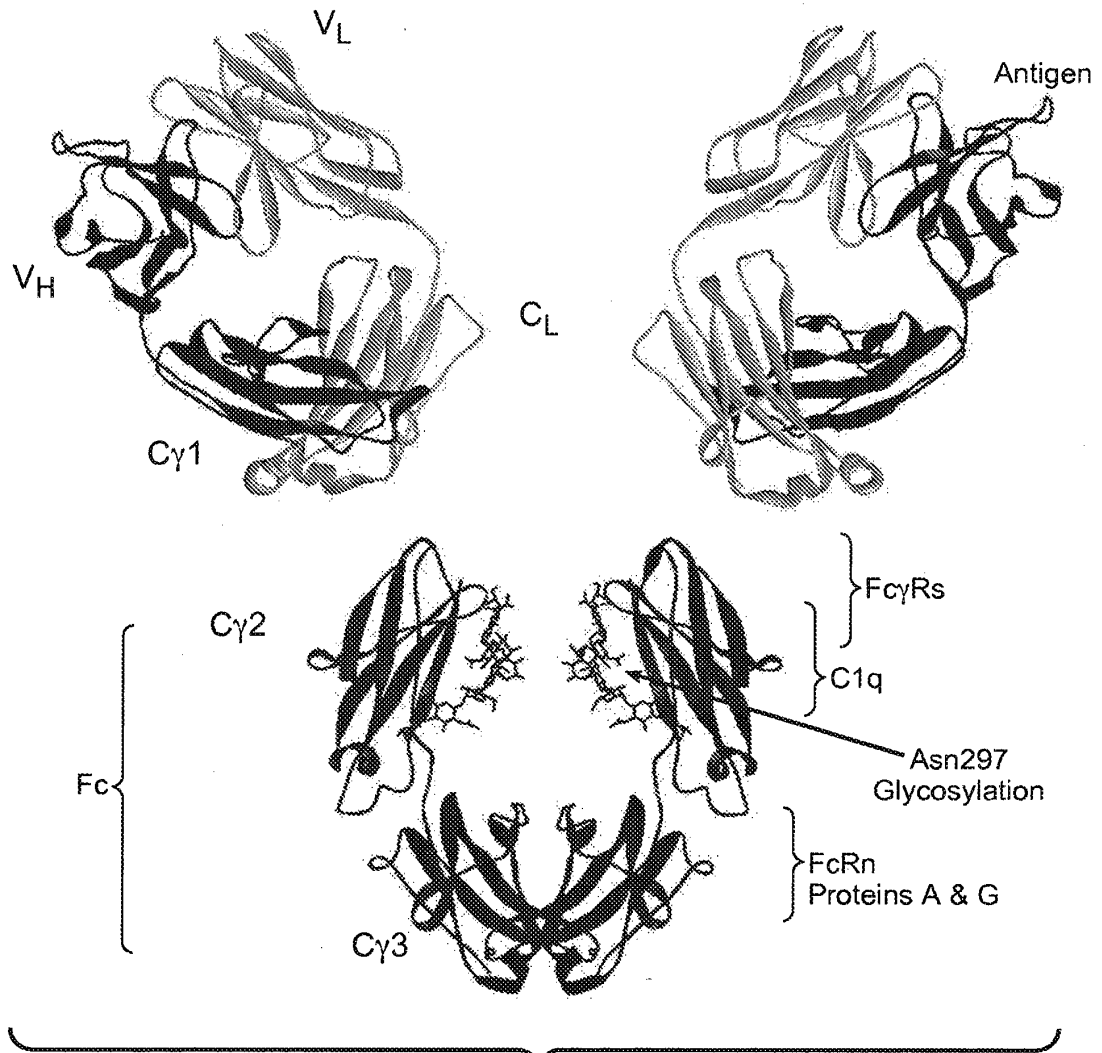 V_L
Antigen
V_H
C_L
Cγ1
FcγRs
Cγ2
C1q
Asn297
Glycosylation
Fc
FcRn
Proteins A & G
Cγ3